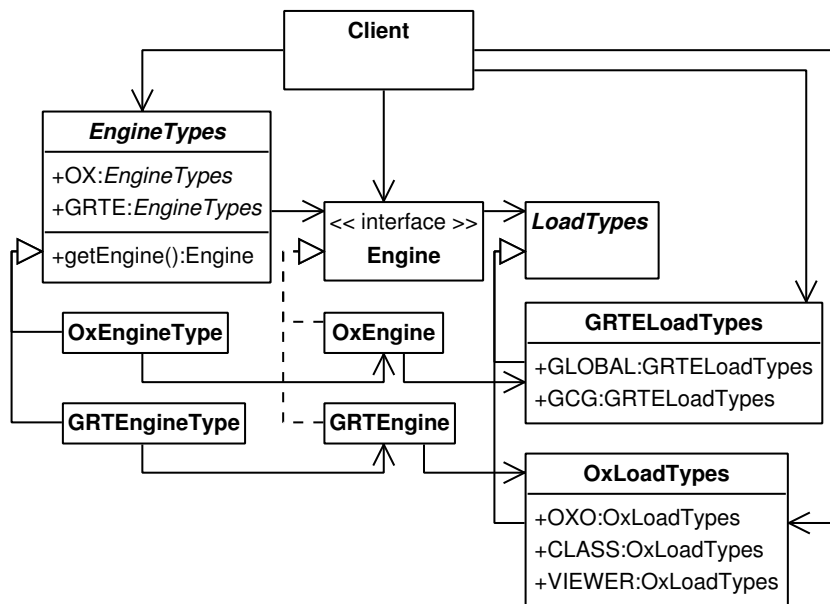 Client
EngineTypes
+OX:EngineTypes
+GRTE:EngineTypes
+getEngine():Engine
<< interface >>
Engine
LoadTypes
OxEngineType
OxEngine
GRTELoadTypes
+GLOBAL:GRTELoadTypes
+GCG:GRTELoadTypes
GRTEngineType
GRTEngine
OxLoadTypes
+OXO:OxLoadTypes
+CLASS:OxLoadTypes
+VIEWER:OxLoadTypes